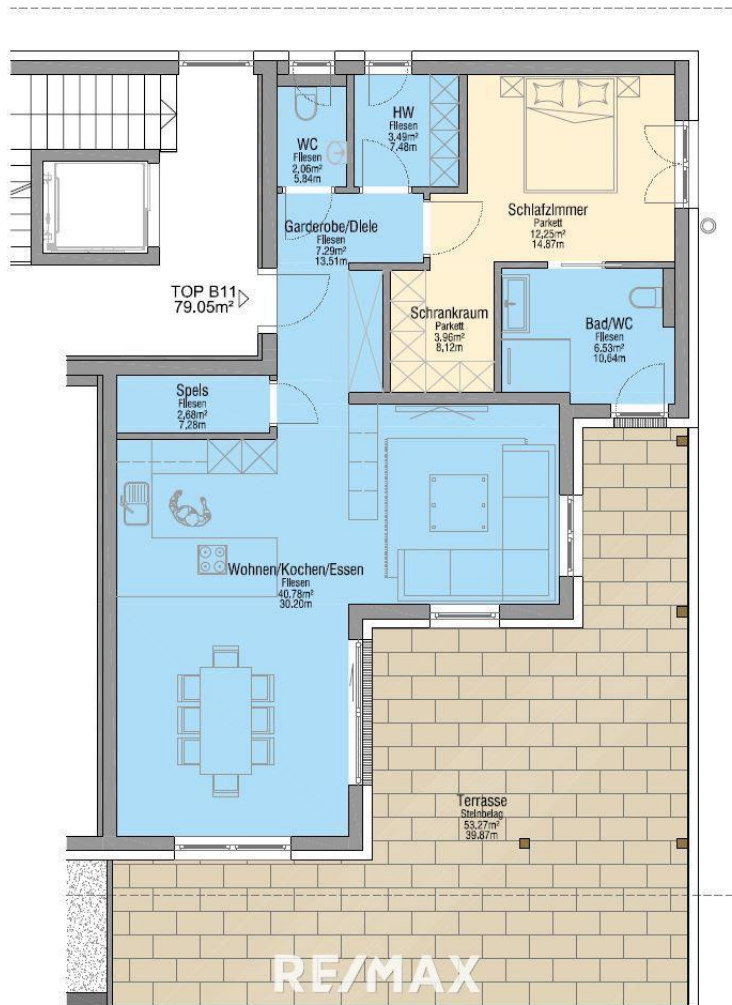 WC
Fliesen
2,06m²
5,84m
HW
Fliesen
3,49m²
7,48m
Schlafzimmer
Parkett
12,25m²
14,87m
Garderobe/Diele
Fliesen
7,29m²
13,51m
TOP B11
79.05m²
Schrankraum
Parkett
3,96m²
8,12m
Bad/WC
Fliesen
6,53m²
10,64m
Speis
Fliesen
2,68m²
7,28m
Wohnen/Kochen/Essen
Fliesen
40,78m²
30,20m
Terrasse
Steinbelag
53,27m²
39,87m
RE/MAX